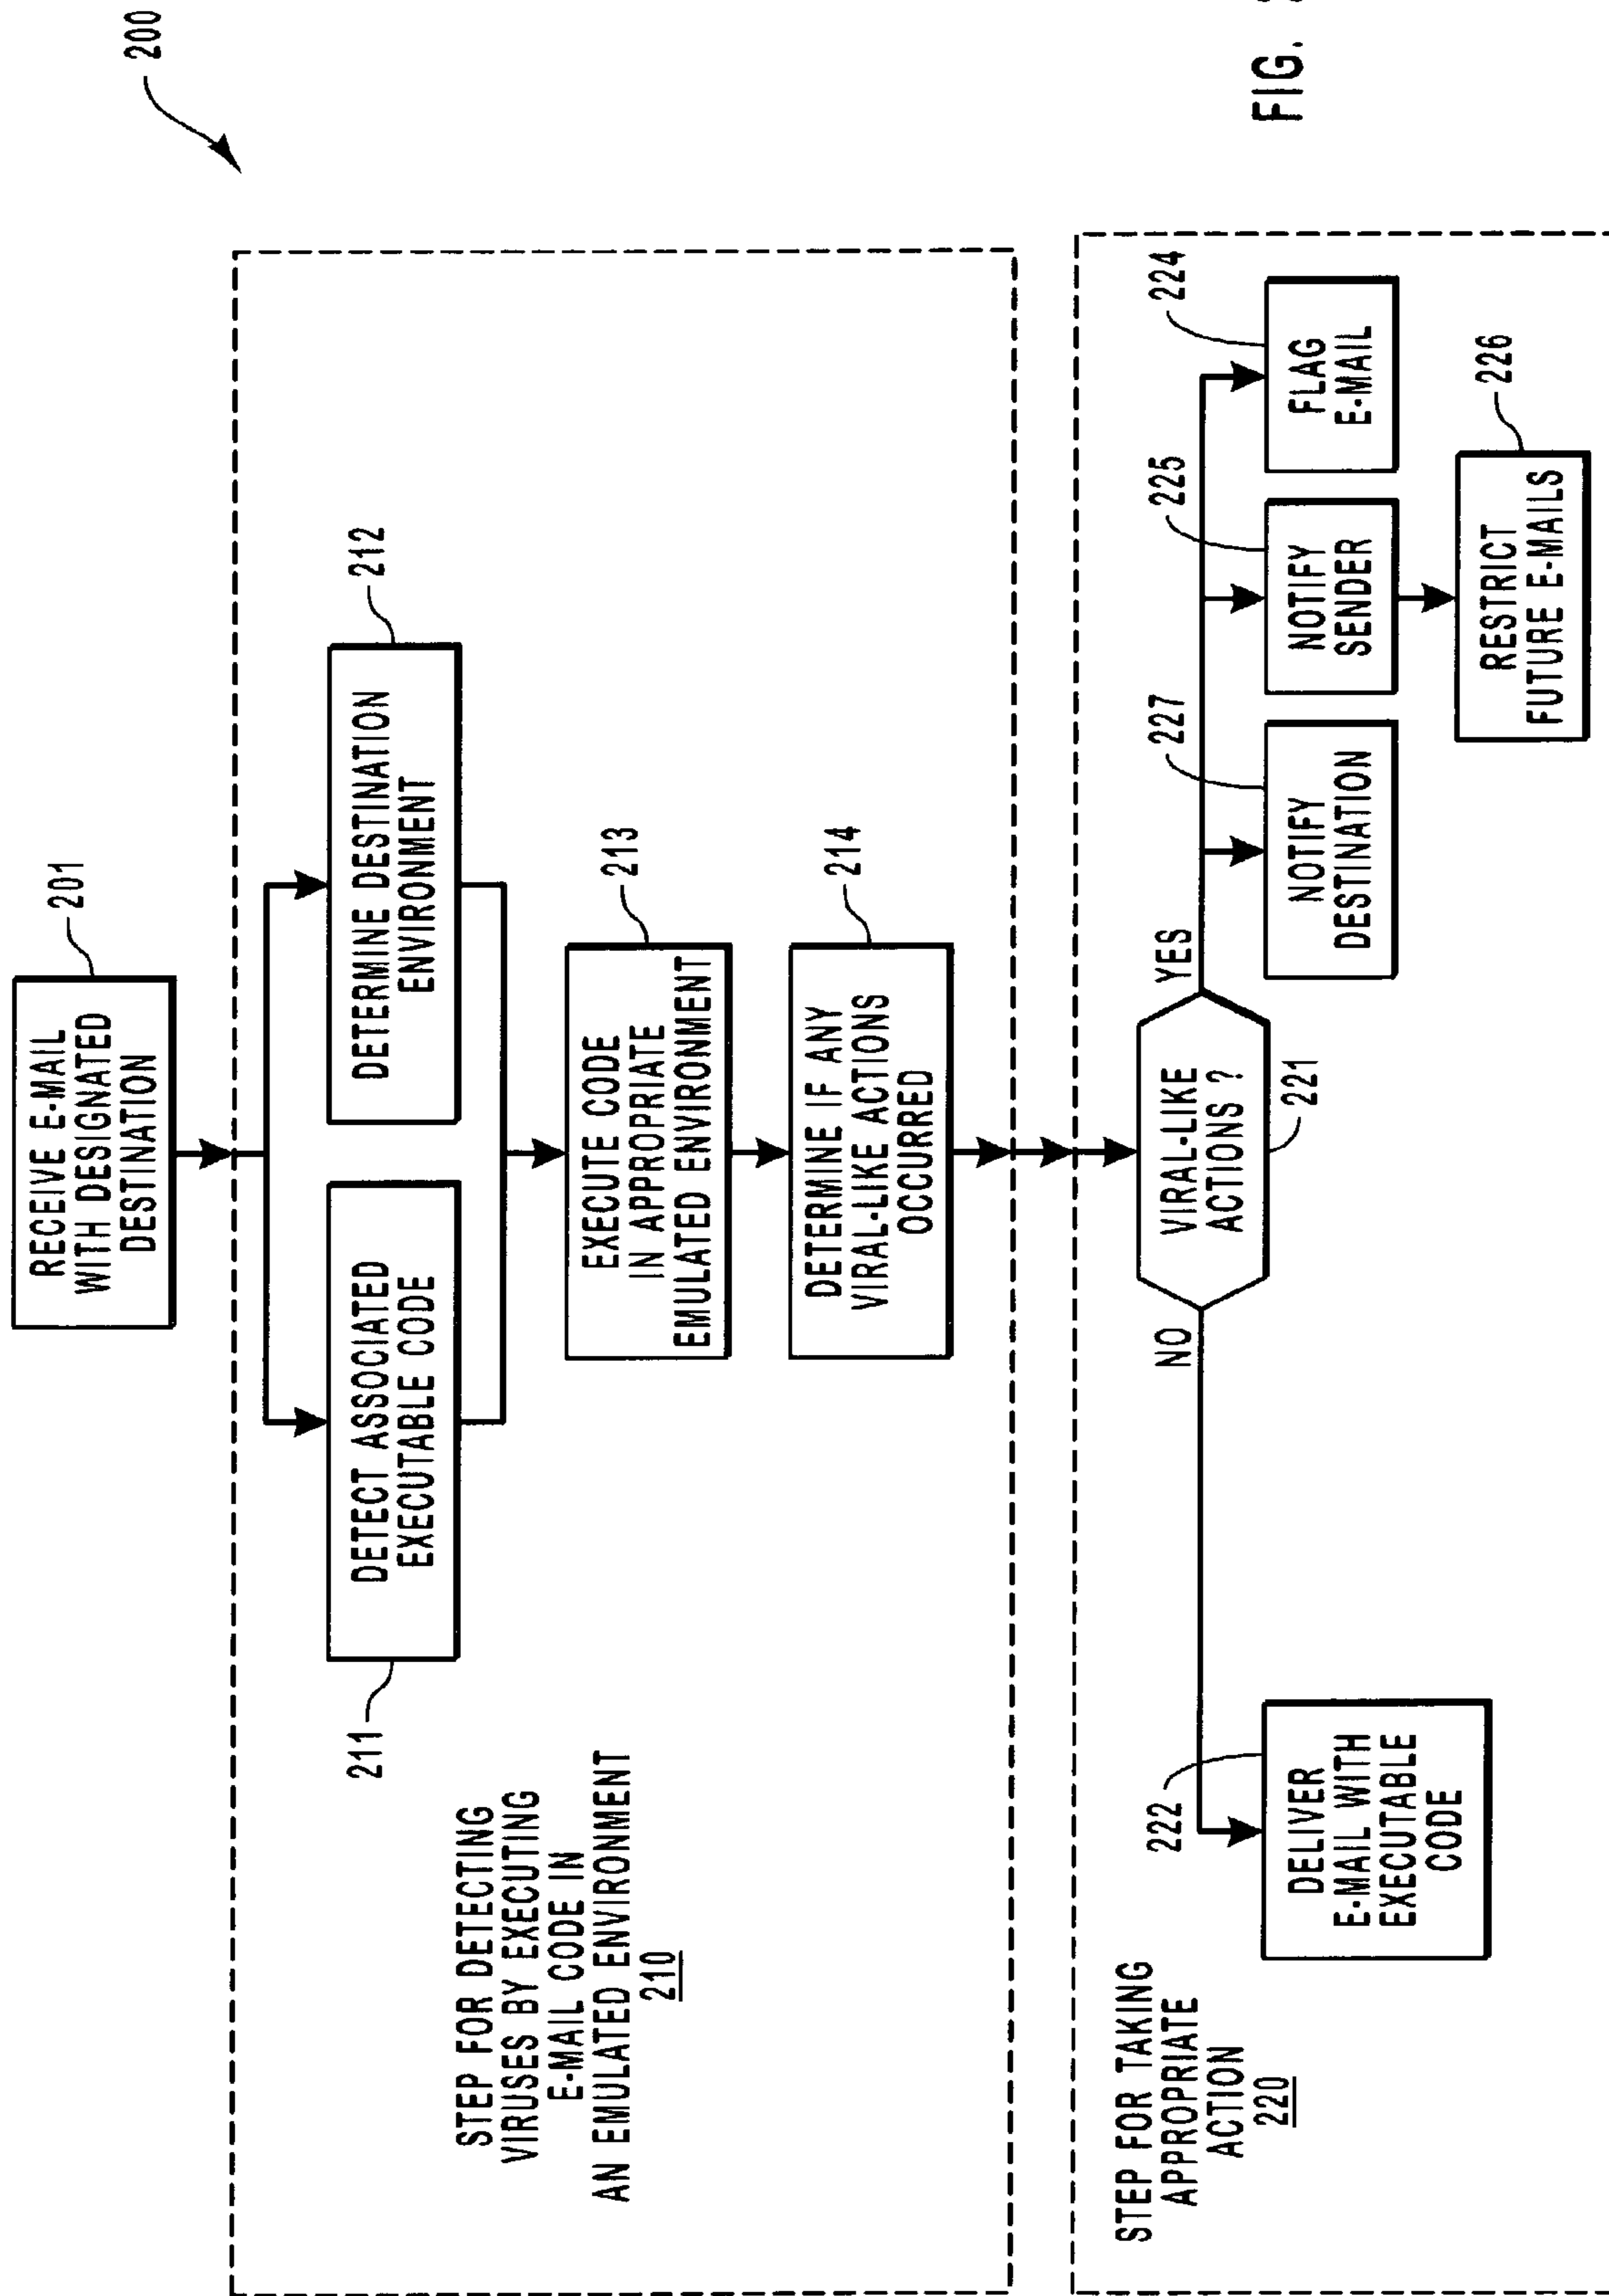 200
201
RECEIVE E-MAIL
WITH DESIGNATED
DESTINATION
211
DETECT ASSOCIATED
EXECUTABLE CODE
212
DETERMINE DESTINATION
ENVIRONMENT
213
EXECUTE CODE
IN APPROPRIATE
EMULATED ENVIRONMENT
214
DETERMINE IF ANY
VIRAL-LIKE ACTIONS
OCCURRED
STEP FOR DETECTING
VIRUSES BY EXECUTING
E-MAIL CODE IN
AN EMULATED ENVIRONMENT
210
STEP FOR TAKING
APPROPRIATE
ACTION
220
VIRAL-LIKE
ACTIONS ?
221
NO
YES
222
DELIVER
E-MAIL WITH
EXECUTABLE
CODE
227
NOTIFY
DESTINATION
225
NOTIFY
SENDER
224
FLAG
E-MAIL
226
RESTRICT
FUTURE E-MAILS
FIG.